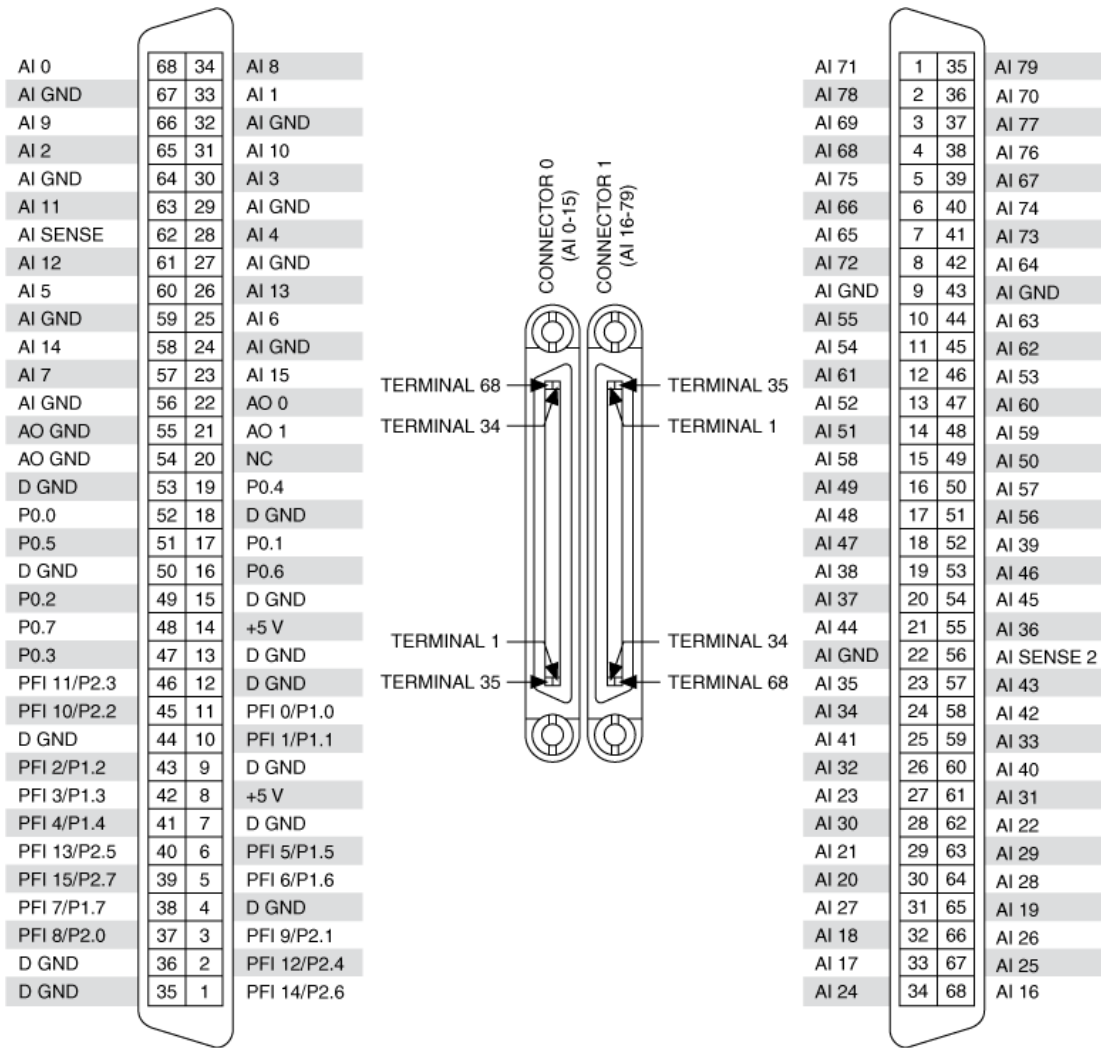 AI 0 68 34 AI 8
AI GND 67 33 AI 1
AI 9 66 32 AI GND
AI 2 65 31 AI 10
AI GND 64 30 AI 3
AI 11 63 29 AI GND
AI SENSE 62 28 AI 4
AI 12 61 27 AI GND
AI 5 60 26 AI 13
AI GND 59 25 AI 6
AI 14 58 24 AI GND
AI 7 57 23 AI 15
AI GND 56 22 AO 0
AO GND 55 21 AO 1
AO GND 54 20 NC
D GND 53 19 P0.4
P0.0 52 18 D GND
P0.5 51 17 P0.1
D GND 50 16 P0.6
P0.2 49 15 D GND
P0.7 48 14 +5 V
P0.3 47 13 D GND
PFI 11/P2.3 46 12 D GND
PFI 10/P2.2 45 11 PFI 0/P1.0
D GND 44 10 PFI 1/P1.1
PFI 2/P1.2 43 9 D GND
PFI 3/P1.3 42 8 +5 V
PFI 4/P1.4 41 7 D GND
PFI 13/P2.5 40 6 PFI 5/P1.5
PFI 15/P2.7 39 5 PFI 6/P1.6
PFI 7/P1.7 38 4 D GND
PFI 8/P2.0 37 3 PFI 9/P2.1
D GND 36 2 PFI 12/P2.4
D GND 35 1 PFI 14/P2.6
CONNECTOR 0
(AI 0-15)
CONNECTOR 1
(AI 16-79)
TERMINAL 68
TERMINAL 34
TERMINAL 35
TERMINAL 1
TERMINAL 1
TERMINAL 35
TERMINAL 34
TERMINAL 68
AI 71 1 35 AI 79
AI 78 2 36 AI 70
AI 69 3 37 AI 77
AI 68 4 38 AI 76
AI 75 5 39 AI 67
AI 66 6 40 AI 74
AI 65 7 41 AI 73
AI 72 8 42 AI 64
AI GND 9 43 AI GND
AI 55 10 44 AI 63
AI 54 11 45 AI 62
AI 61 12 46 AI 53
AI 52 13 47 AI 60
AI 51 14 48 AI 59
AI 58 15 49 AI 50
AI 49 16 50 AI 57
AI 48 17 51 AI 56
AI 47 18 52 AI 39
AI 38 19 53 AI 46
AI 37 20 54 AI 45
AI 44 21 55 AI 36
AI GND 22 56 AI SENSE 2
AI 35 23 57 AI 43
AI 34 24 58 AI 42
AI 41 25 59 AI 33
AI 32 26 60 AI 40
AI 23 27 61 AI 31
AI 30 28 62 AI 22
AI 21 29 63 AI 29
AI 20 30 64 AI 28
AI 27 31 65 AI 19
AI 18 32 66 AI 26
AI 17 33 67 AI 25
AI 24 34 68 AI 16